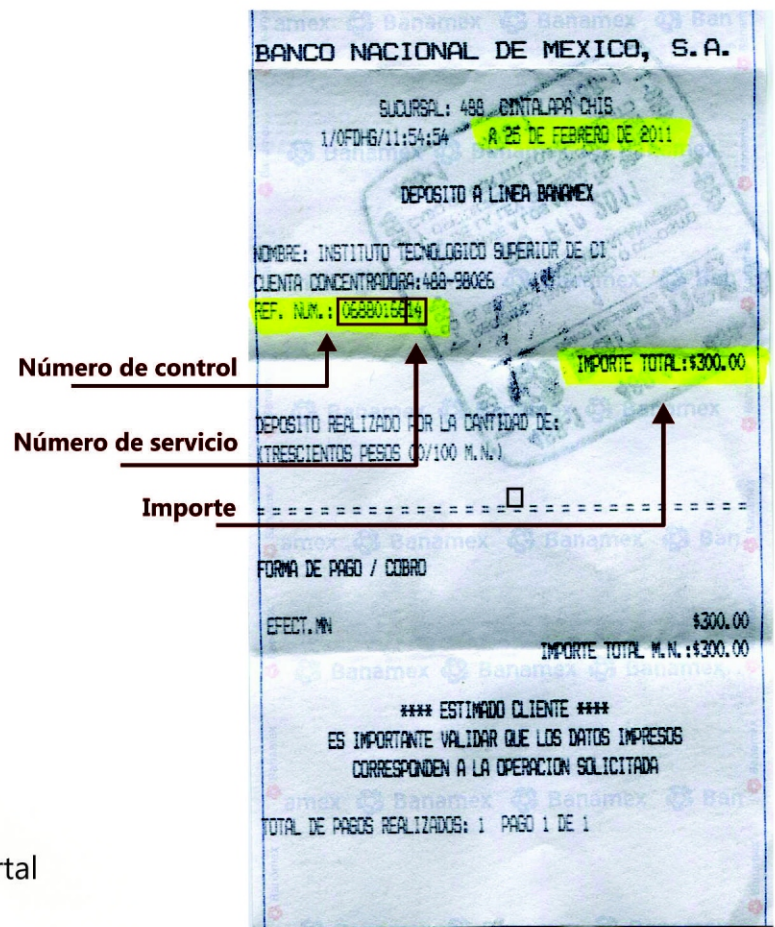 BANCO NACIONAL DE MEXICO, S.A.
SUCURSAL: 488 CINTALAPA CHIS
1/OFDHG/11:54:54 A 25 DE FEBRERO DE 2011
DEPOSITO A LINEA BANAMEX
NOMBRE: INSTITUTO TECNOLOGICO SUPERIOR DE CI
CUENTA CONCENTRADORA:488-98026
REF. NUM.:
Número de control
IMPORTE TOTAL:$300.00
DEPOSITO REALIZADO POR LA CANTIDAD DE:
Número de servicio
(TRESCIENTOS PESOS 00/100 M.N.)
Importe
FORMA DE PAGO / COBRO
EFECT.MN $300.00
IMPORTE TOTAL M.N.:$300.00
**** ESTIMADO CLIENTE ****
ES IMPORTANTE VALIDAR QUE LOS DATOS IMPRESOS
CORRESPONDEN A LA OPERACION SOLICITADA
TOTAL DE PAGOS REALIZADOS: 1 PAGO 1 DE 1
rtal